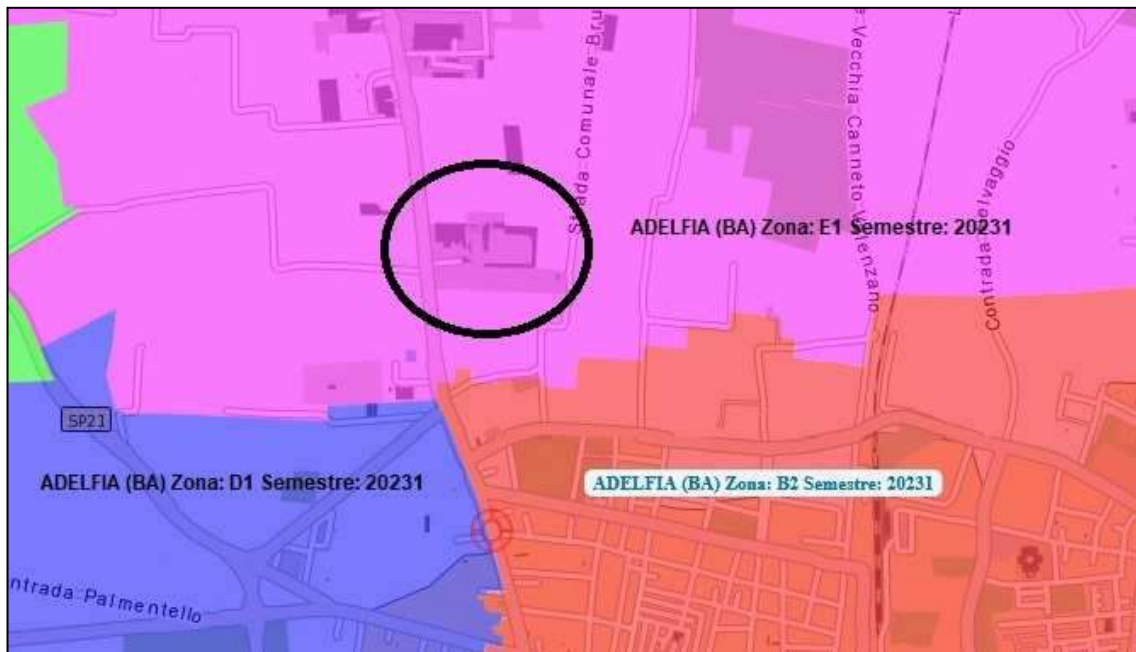 Strada Comunale Bru
e Vecchia Canneto Valenzano
Contrada Selvaggio
ADELFIA (BA) Zona: E1 Semestre: 20231
SP21
ADELFIA (BA) Zona: D1 Semestre: 20231
ADELFIA (BA) Zona: B2 Semestre: 20231
ntrada Palmentello